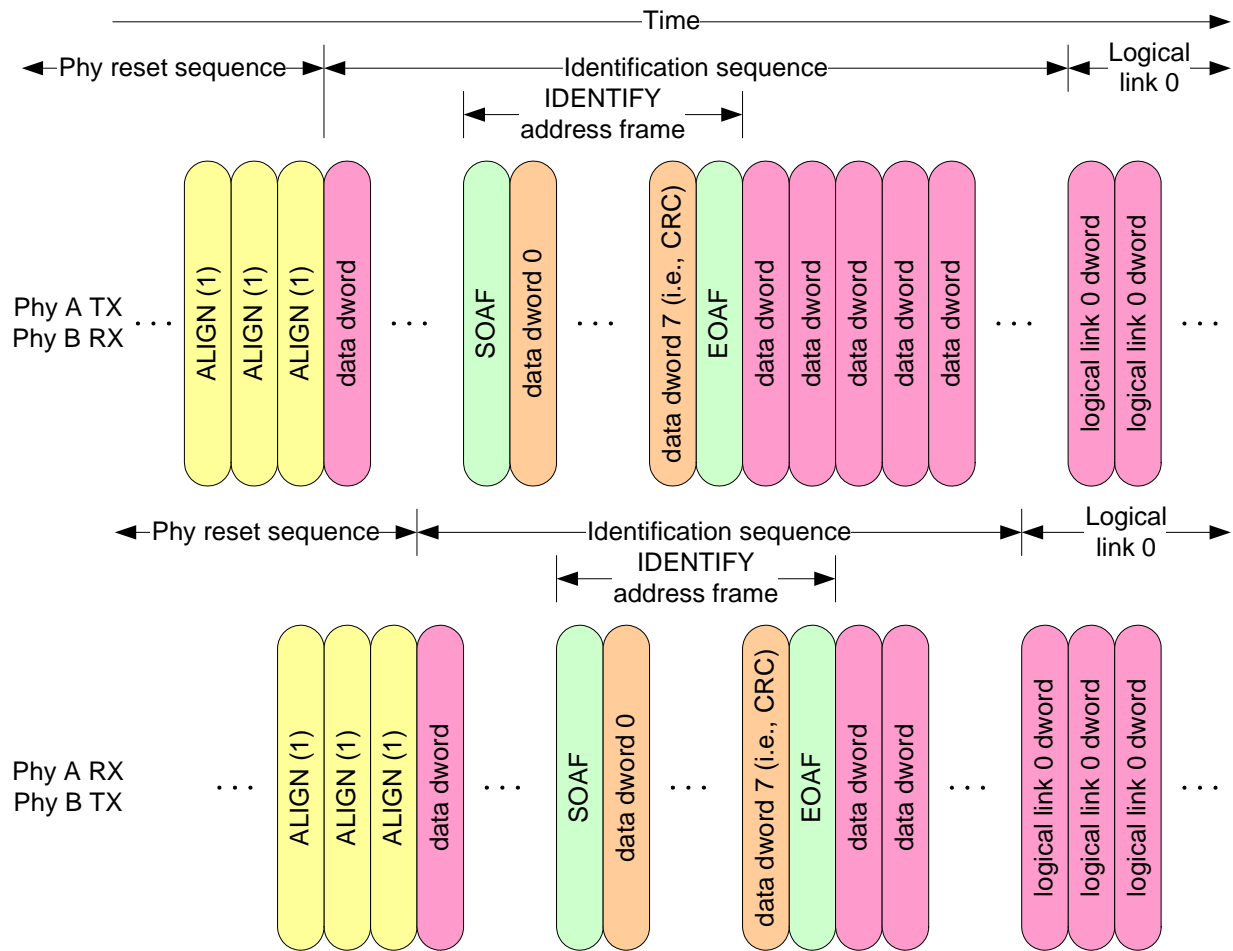 Time
Phy reset sequence
Identification sequence
Logical
link 0
IDENTIFY
address frame
Phy A TX
Phy B RX
. . .
ALIGN (1)
ALIGN (1)
ALIGN (1)
data dword
. . .
SOAF
data dword 0
. . .
data dword 7 (i.e., CRC)
EOAF
data dword
data dword
data dword
data dword
data dword
. . .
logical link 0 dword
logical link 0 dword
. . .
Phy reset sequence
Identification sequence
Logical
link 0
IDENTIFY
address frame
Phy A RX
Phy B TX
. . .
ALIGN (1)
ALIGN (1)
ALIGN (1)
data dword
. . .
SOAF
data dword 0
. . .
data dword 7 (i.e., CRC)
EOAF
data dword
data dword
. . .
logical link 0 dword
logical link 0 dword
logical link 0 dword
. . .